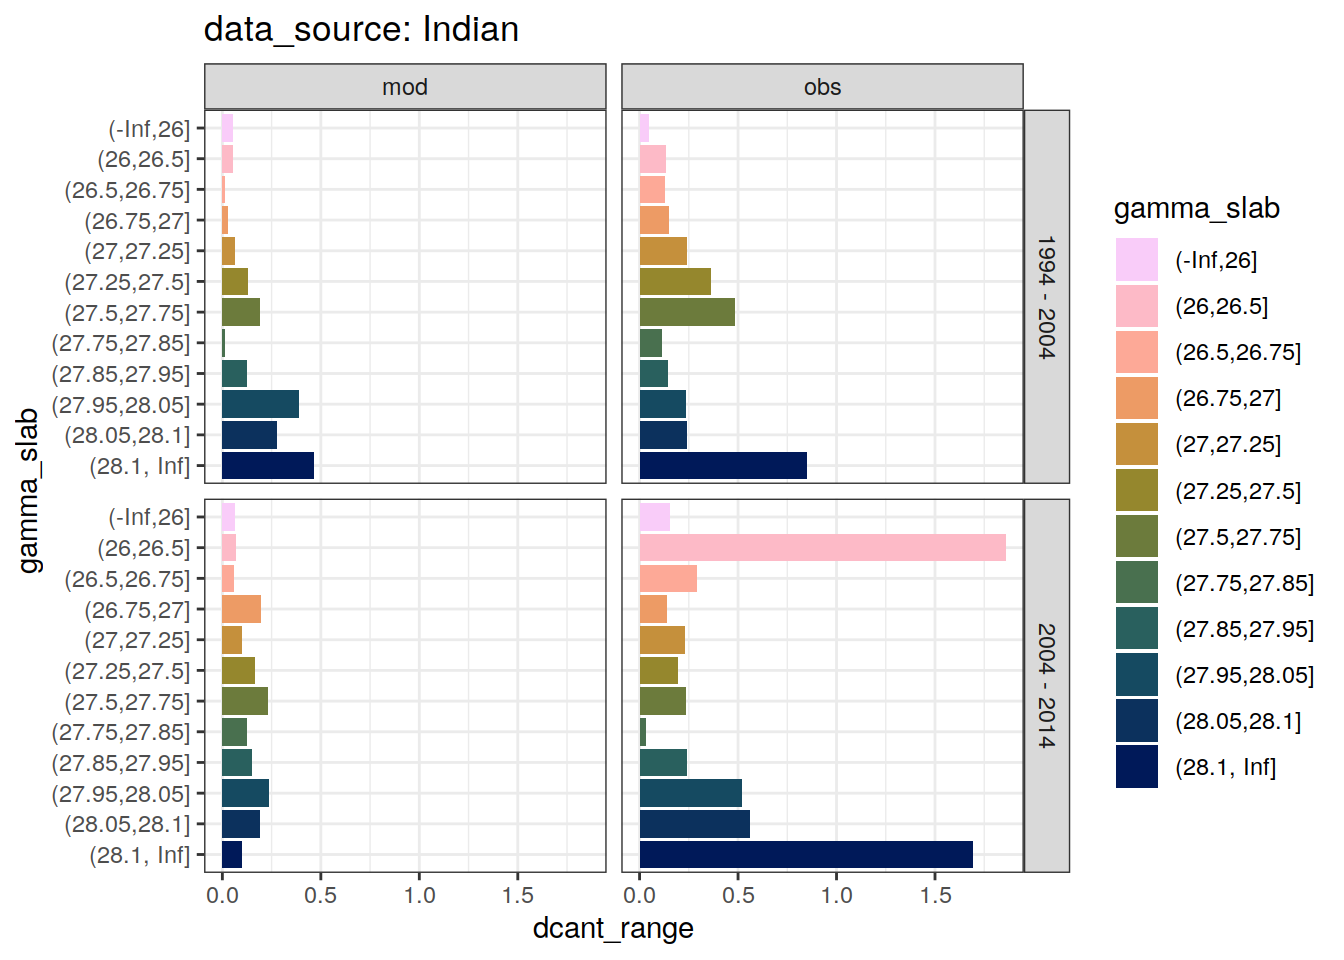 data_source: Indian
mod
obs
(-Inf,26]
(26,26.5]
(26.5,26.75]
(26.75,27]
(27,27.25]
(27.25,27.5]
(27.5,27.75]
(27.75,27.85]
(27.85,27.95]
(27.95,28.05]
(28.05,28.1]
(28.1, Inf]
1994 - 2004
(-Inf,26]
(26,26.5]
(26.5,26.75]
(26.75,27]
(27,27.25]
(27.25,27.5]
(27.5,27.75]
(27.75,27.85]
(27.85,27.95]
(27.95,28.05]
(28.05,28.1]
(28.1, Inf]
2004 - 2014
gamma_slab
0.0 0.5 1.0 1.5
0.0 0.5 1.0 1.5
dcant_range
gamma_slab
(-Inf,26]
(26,26.5]
(26.5,26.75]
(26.75,27]
(27,27.25]
(27.25,27.5]
(27.5,27.75]
(27.75,27.85]
(27.85,27.95]
(27.95,28.05]
(28.05,28.1]
(28.1, Inf]